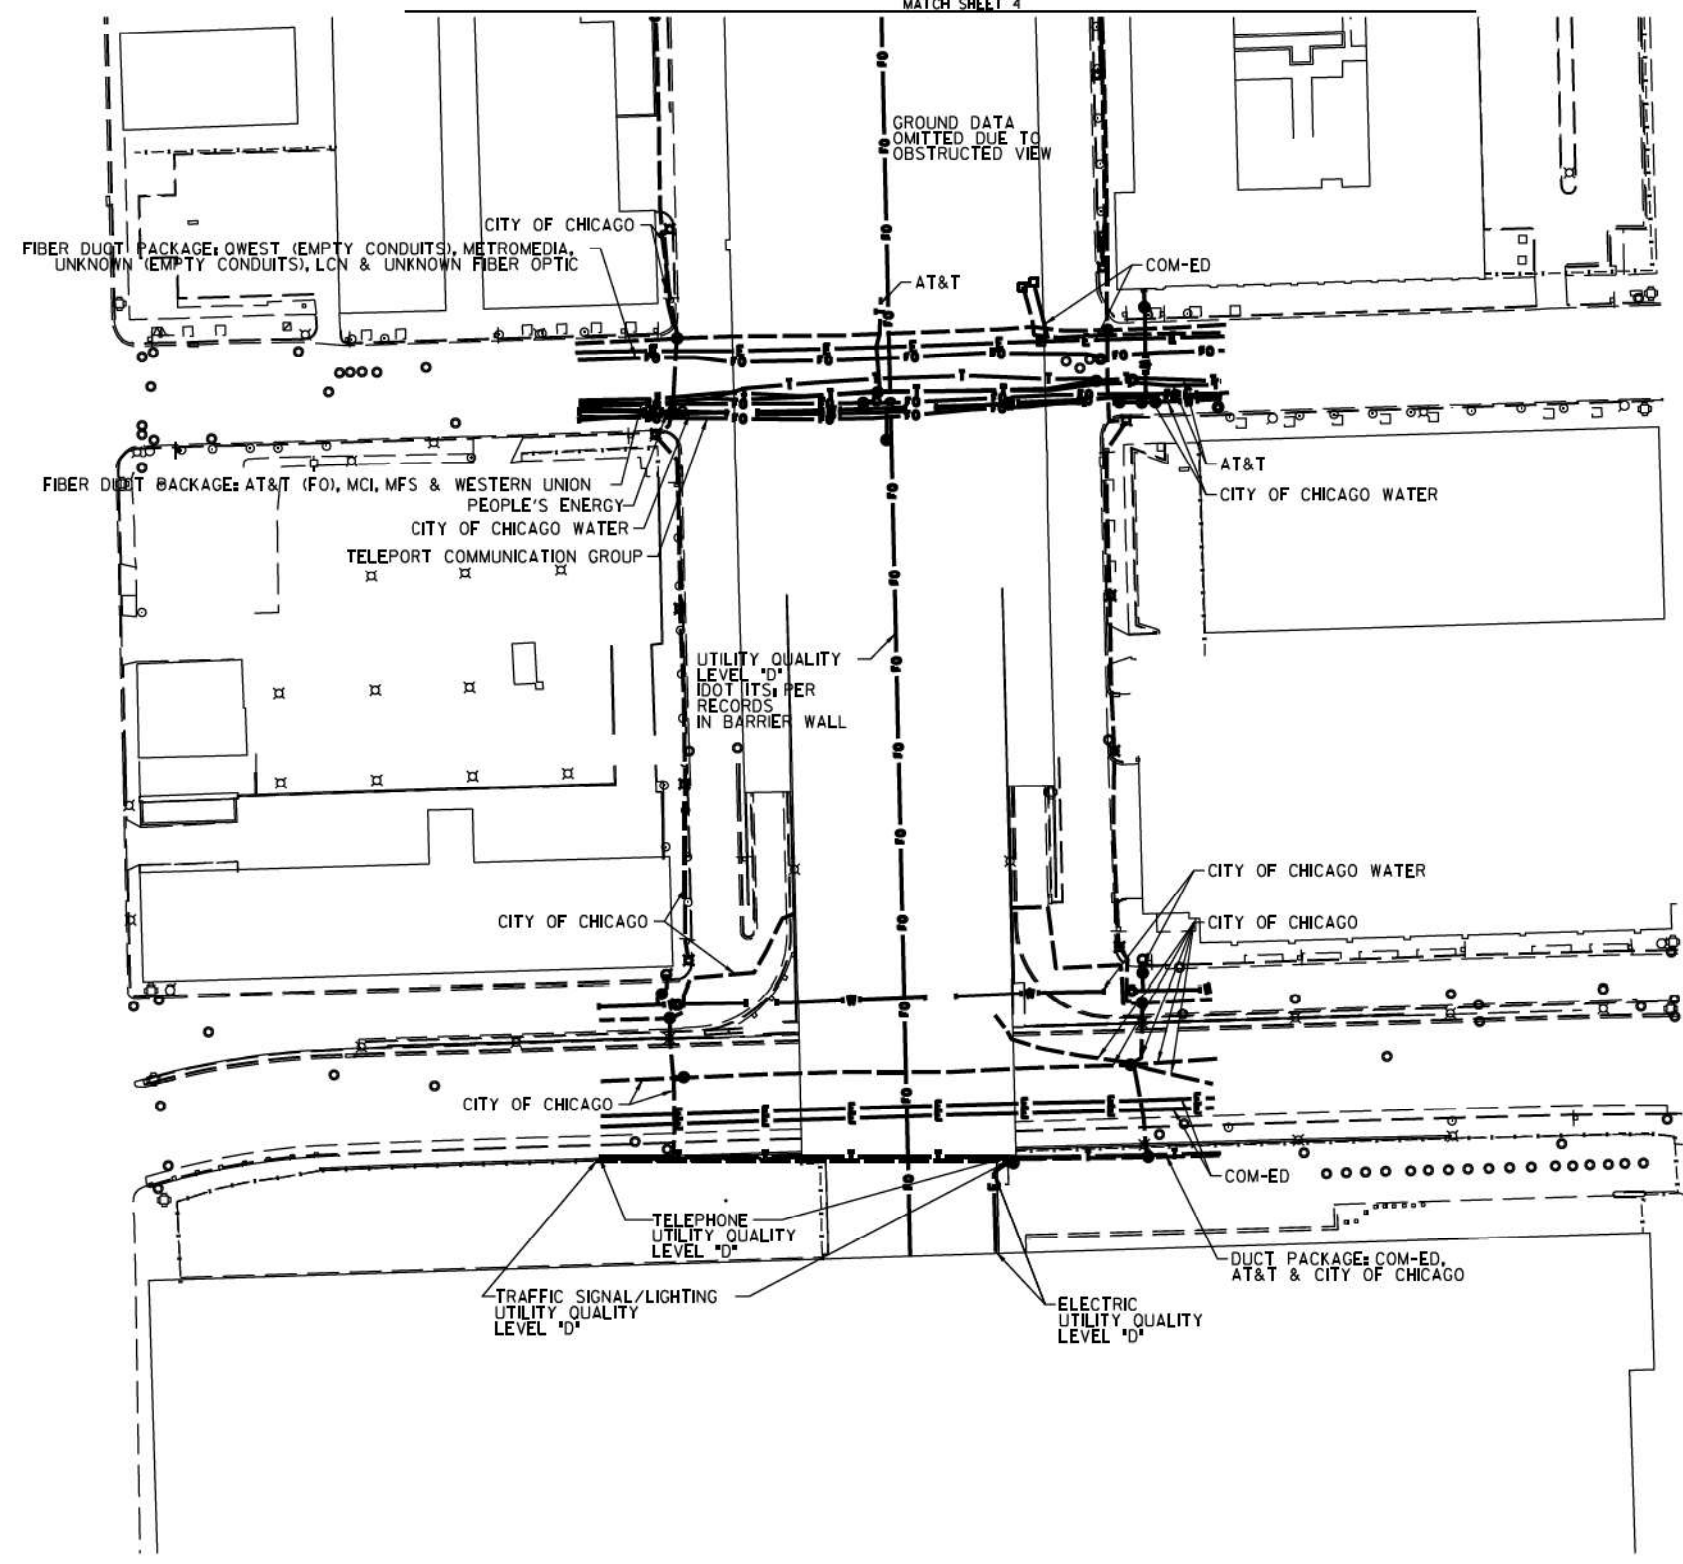 MATCH SHEET 4
GROUND DATA
OMITTED DUE TO
OBSTRUCTED VIEW
CITY OF CHICAGO
FIBER DUCT PACKAGE: QWEST (EMPTY CONDUITS), METROMEDIA,
UNKNOWN (EMPTY CONDUITS), LCN & UNKNOWN FIBER OPTIC
COM-ED
AT&T
FIBER DUCT PACKAGE: AT&T (FO), MCI, MFS & WESTERN UNION
PEOPLE'S ENERGY
CITY OF CHICAGO WATER
TELEPORT COMMUNICATION GROUP
AT&T
CITY OF CHICAGO WATER
UTILITY QUALITY
LEVEL "D"
IDOT ITS: PER
RECORDS
IN BARRIER WALL
CITY OF CHICAGO WATER
CITY OF CHICAGO
CITY OF CHICAGO
CITY OF CHICAGO
COM-ED
TELEPHONE
UTILITY QUALITY
LEVEL "D"
DUCT PACKAGE: COM-ED,
AT&T & CITY OF CHICAGO
TRAFFIC SIGNAL/LIGHTING
UTILITY QUALITY
LEVEL "D"
ELECTRIC
UTILITY QUALITY
LEVEL "D"